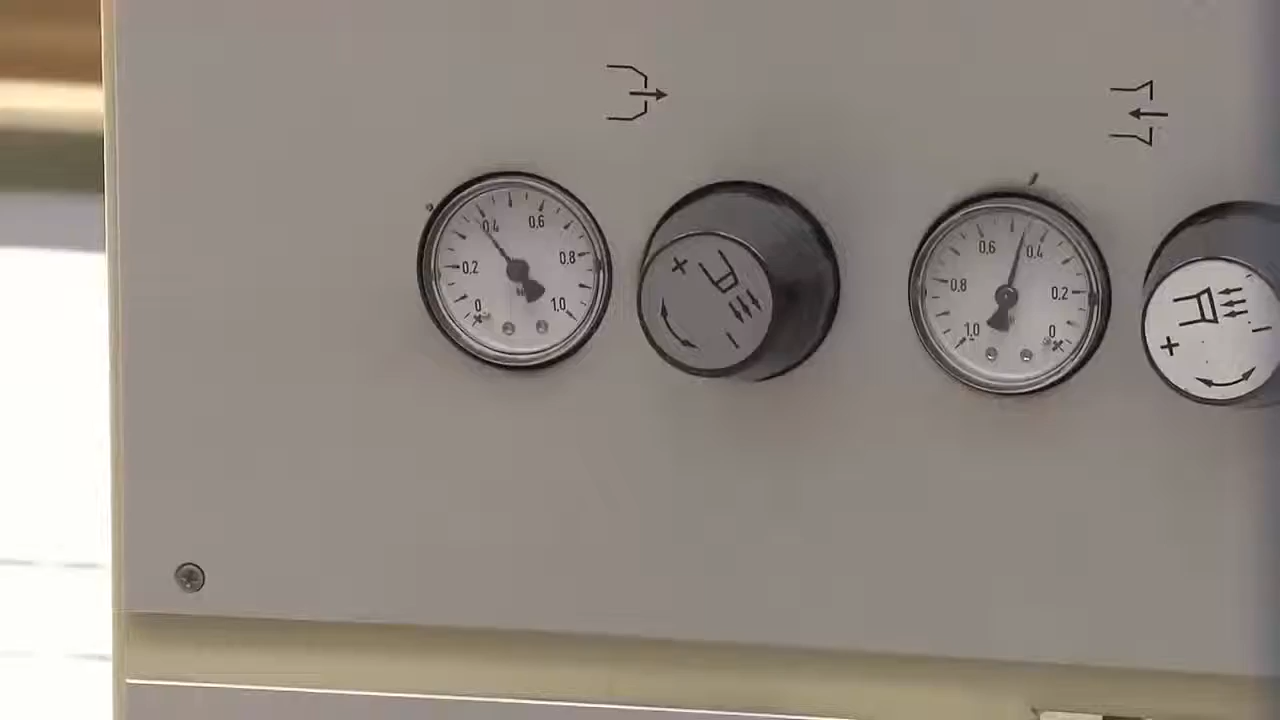 0 0,2 0,4 0,6 0,8 1,0
+ −
1,0 0,8 0,6 0,4 0,2 0
+ −